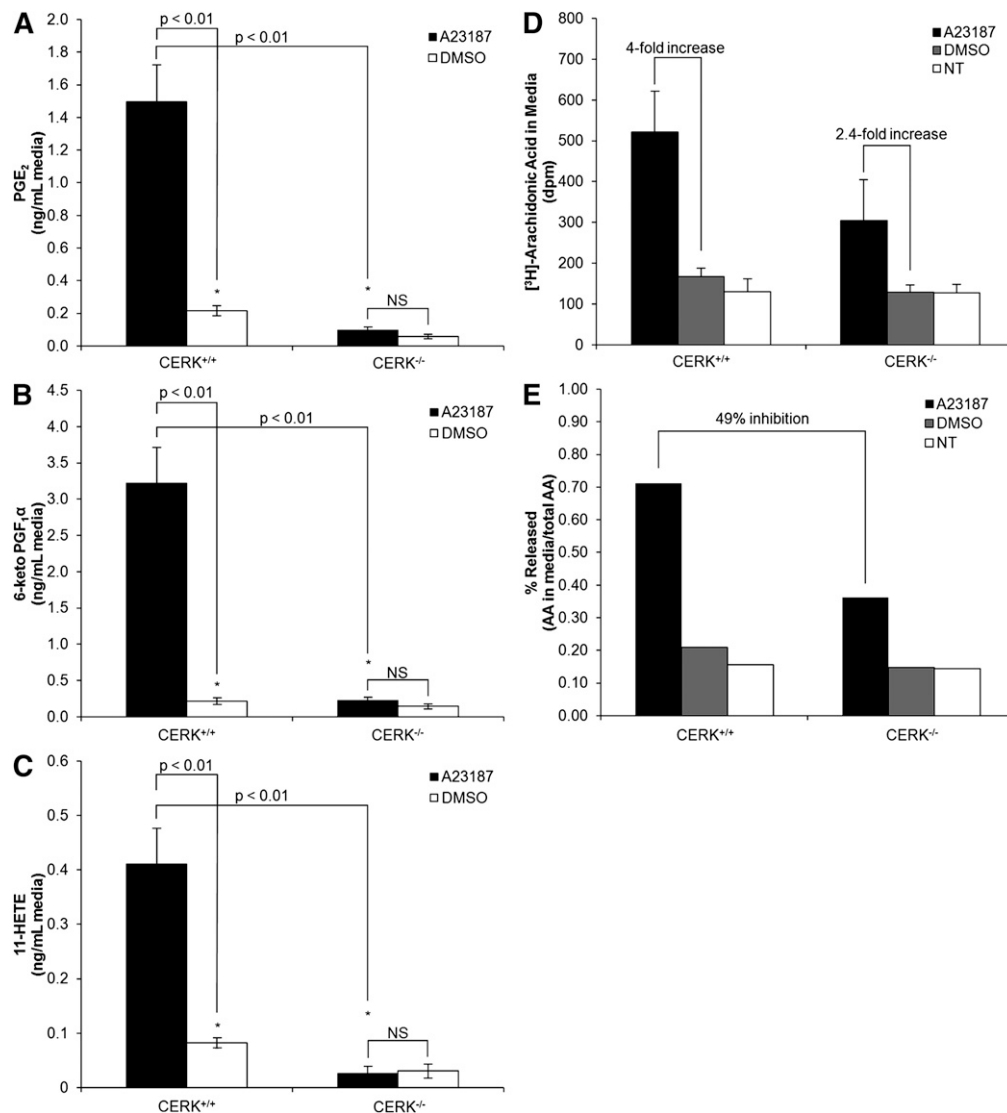 A
2.0
1.8
1.6
1.4
1.2
1.0
0.8
0.6
0.4
0.2
0.0
PGE₂
(ng/mL media)
p < 0.01
p < 0.01
A23187
DMSO
*
*
NS
CERK⁺/⁺
CERK⁻/⁻
B
4.5
4.0
3.5
3.0
2.5
2.0
1.5
1.0
0.5
0.0
6-keto PGF₁α
(ng/mL media)
p < 0.01
p < 0.01
A23187
DMSO
*
*
NS
CERK⁺/⁺
CERK⁻/⁻
C
0.6
0.5
0.4
0.3
0.2
0.1
0
11-HETE
(ng/mL media)
p < 0.01
p < 0.01
A23187
DMSO
*
*
NS
CERK⁺/⁺
CERK⁻/⁻
D
800
700
600
500
400
300
200
100
0
[³H]-Arachidonic Acid in Media
(dpm)
4-fold increase
2.4-fold increase
A23187
DMSO
NT
CERK⁺/⁺
CERK⁻/⁻
E
1.00
0.90
0.80
0.70
0.60
0.50
0.40
0.30
0.20
0.10
0.00
% Released
(AA in media/total AA)
49% inhibition
A23187
DMSO
NT
CERK⁺/⁺
CERK⁻/⁻